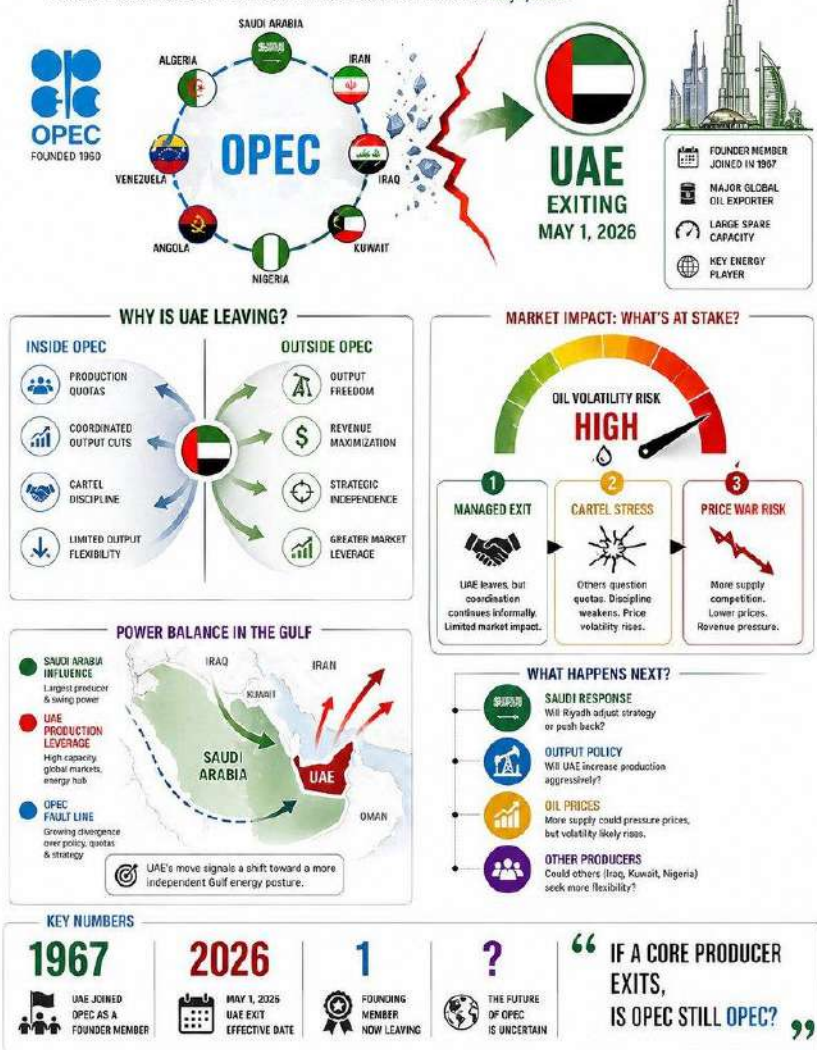 OPEC
FOUNDED 1960
SAUDI ARABIA
ALGERIA
IRAN
VENEZUELA
OPEC
IRAQ
ANGOLA
KUWAIT
NIGERIA
UAE
EXITING
MAY 1, 2026
FOUNDER MEMBER
JOINED IN 1967
MAJOR GLOBAL
OIL EXPORTER
LARGE SPARE
CAPACITY
KEY ENERGY
PLAYER
WHY IS UAE LEAVING?
INSIDE OPEC
PRODUCTION
QUOTAS
COORDINATED
OUTPUT CUTS
CARTEL
DISCIPLINE
LIMITED OUTPUT
FLEXIBILITY
OUTSIDE OPEC
OUTPUT
FREEDOM
REVENUE
MAXIMIZATION
STRATEGIC
INDEPENDENCE
GREATER MARKET
LEVERAGE
MARKET IMPACT: WHAT'S AT STAKE?
OIL VOLATILITY RISK
HIGH
1
MANAGED EXIT
UAE leaves, but
coordination
continues informally.
Limited market impact.
2
CARTEL STRESS
Others question
quotas. Discipline
weakens. Price
volatility rises.
3
PRICE WAR RISK
More supply
competition.
Lower prices.
Revenue pressure.
POWER BALANCE IN THE GULF
SAUDI ARABIA
INFLUENCE
Largest producer
& swing power
UAE
PRODUCTION
LEVERAGE
High capacity,
global markets,
energy hub
OPEC
FAULT LINE
Growing divergence
over policy, quotas
& strategy
IRAQ
IRAN
KUWAIT
SAUDI
ARABIA
UAE
OMAN
UAE's move signals a shift toward a more
independent Gulf energy posture.
WHAT HAPPENS NEXT?
SAUDI RESPONSE
Will Riyadh adjust strategy
or push back?
OUTPUT POLICY
Will UAE increase production
aggressively?
OIL PRICES
More supply could pressure prices,
but volatility likely rises.
OTHER PRODUCERS
Could others (Iraq, Kuwait, Nigeria)
seek more flexibility?
KEY NUMBERS
1967
UAE JOINED
OPEC AS A
FOUNDER MEMBER
2026
MAY 1, 2026
UAE EXIT
EFFECTIVE DATE
1
FOUNDING
MEMBER
NOW LEAVING
?
THE FUTURE
OF OPEC
IS UNCERTAIN
“ IF A CORE PRODUCER
EXITS,
IS OPEC STILL OPEC? ”